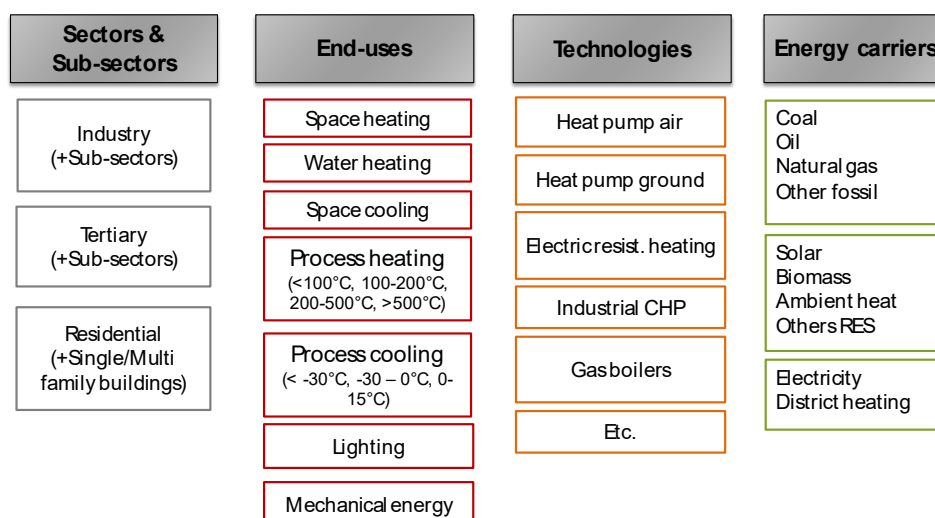 Sectors &
Sub-sectors
End-uses
Technologies
Energy carriers
Industry
(+Sub-sectors)
Tertiary
(+Sub-sectors)
Residential
(+Single/Multi
family buildings)
Space heating
Water heating
Space cooling
Process heating
(<100°C, 100-200°C,
200-500°C, >500°C)
Process cooling
(< -30°C, -30 – 0°C, 0-
15°C)
Lighting
Mechanical energy
Heat pump air
Heat pump ground
Electric resist. heating
Industrial CHP
Gas boilers
Etc.
Coal
Oil
Natural gas
Other fossil
Solar
Biomass
Ambient heat
Others RES
Electricity
District heating